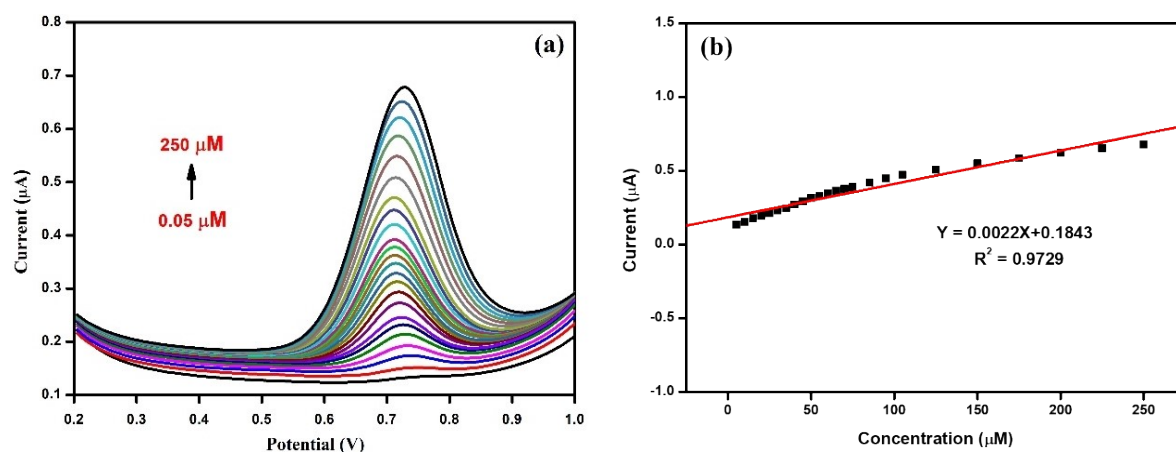 (a)
0.8
0.7
0.6
0.5
0.4
0.3
0.2
0.1
Current (µA)
250 µM
0.05 µM
0.2 0.3 0.4 0.5 0.6 0.7 0.8 0.9 1.0
Potential (V)
(b)
1.5
1.0
0.5
0.0
-0.5
-1.0
Current (µA)
Y = 0.0022X+0.1843
R² = 0.9729
0 50 100 150 200 250
Concentration (µM)